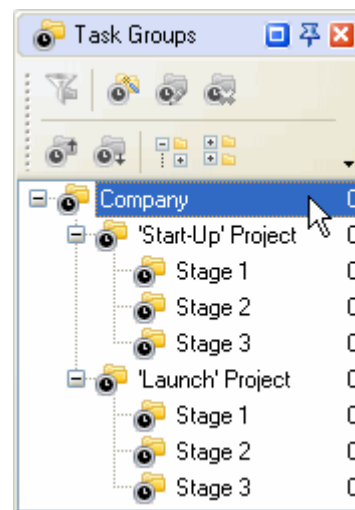 Task Groups
Company
'Start-Up' Project
Stage 1
Stage 2
Stage 3
'Launch' Project
Stage 1
Stage 2
Stage 3